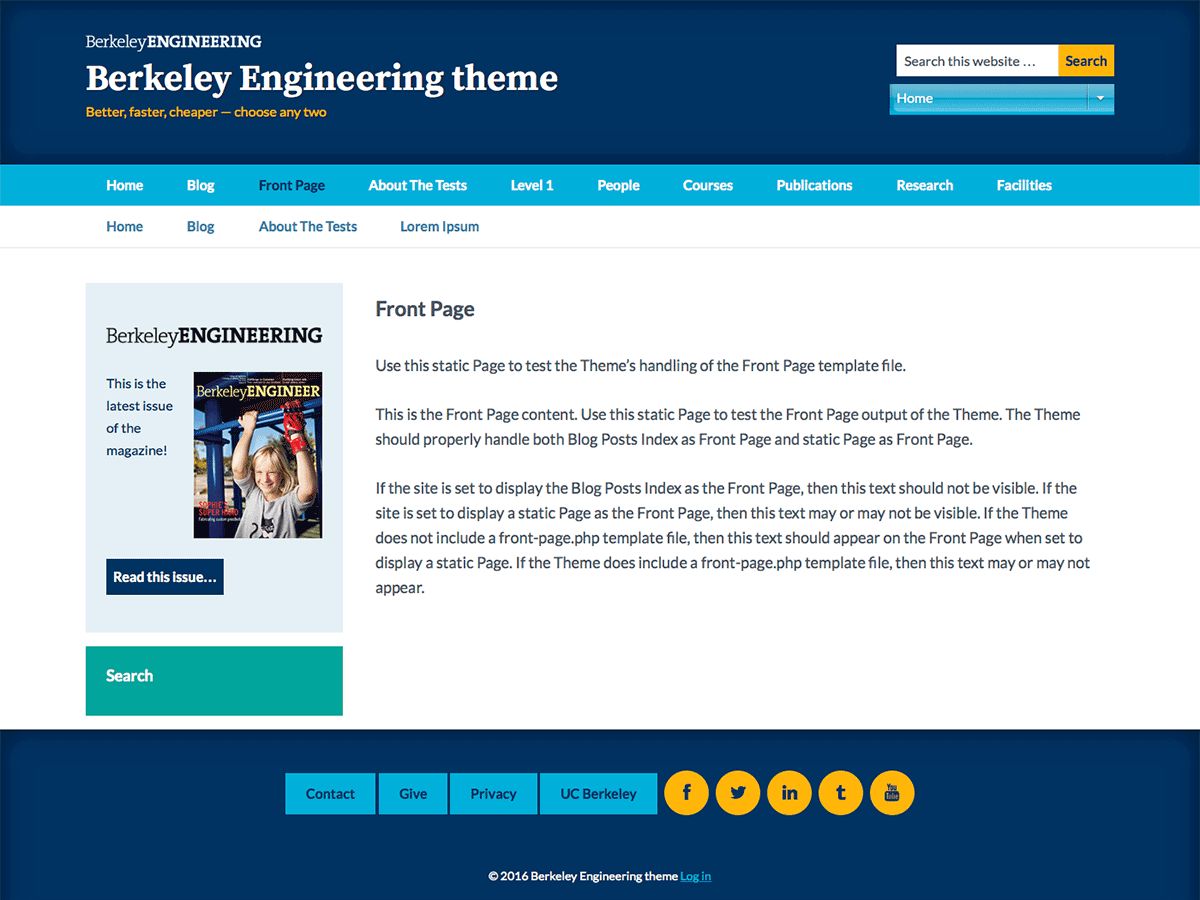 BerkeleyENGINEERING
Berkeley Engineering theme
Better, faster, cheaper — choose any two
Search this website … Search
Home
Home Blog Front Page About The Tests Level 1 People Courses Publications Research Facilities
Home Blog About The Tests Lorem Ipsum
BerkeleyENGINEERING
This is the
latest issue
of the
magazine!
BerkeleyENGINEER
SOPHIE'S
SUPER HAND
Read this issue…
Search
Front Page
Use this static Page to test the Theme’s handling of the Front Page template file.
This is the Front Page content. Use this static Page to test the Front Page output of the Theme. The Theme
should properly handle both Blog Posts Index as Front Page and static Page as Front Page.
If the site is set to display the Blog Posts Index as the Front Page, then this text should not be visible. If the
site is set to display a static Page as the Front Page, then this text may or may not be visible. If the Theme
does not include a front-page.php template file, then this text should appear on the Front Page when set to
display a static Page. If the Theme does include a front-page.php template file, then this text may or may not
appear.
Contact Give Privacy UC Berkeley f in t You Tube
© 2016 Berkeley Engineering theme Log in